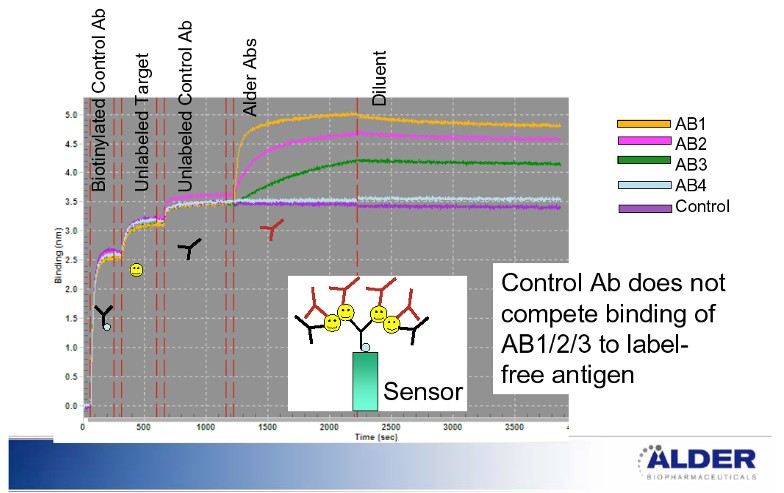 Biotinylated Control Ab
Unlabeled Target
Unlabeled Control Ab
Alder Abs
Diluent
5.0
4.5
4.0
3.5
3.0
2.5
2.0
1.5
1.0
0.5
0.0
Binding (nm)
0
500
1000
1500
2000
2500
3000
3500
Time (sec)
AB1
AB2
AB3
AB4
Control
Sensor
Control Ab does not
compete binding of
AB1/2/3 to label-
free antigen
ALDER
BIOPHARMACEUTICALS